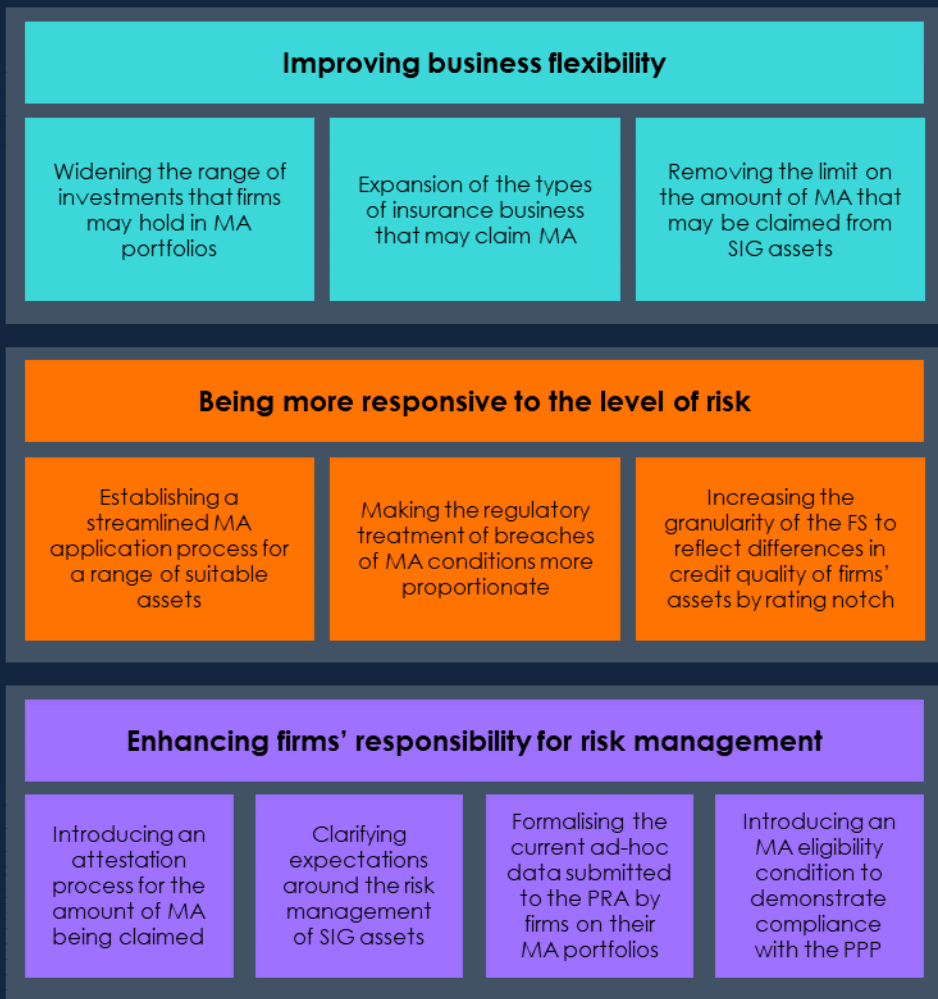 Improving business flexibility
Widening the range of
investments that firms
may hold in MA
portfolios
Expansion of the types
of insurance business
that may claim MA
Removing the limit on
the amount of MA that
may be claimed from
SIG assets
Being more responsive to the level of risk
Establishing a
streamlined MA
application process for
a range of suitable
assets
Making the regulatory
treatment of breaches
of MA conditions more
proportionate
Increasing the
granularity of the FS to
reflect differences in
credit quality of firms’
assets by rating notch
Enhancing firms’ responsibility for risk management
Introducing an
attestation
process for the
amount of MA
being claimed
Clarifying
expectations
around the risk
management
of SIG assets
Formalising the
current ad-hoc
data submitted
to the PRA by
firms on their
MA portfolios
Introducing an
MA eligibility
condition to
demonstrate
compliance
with the PPP